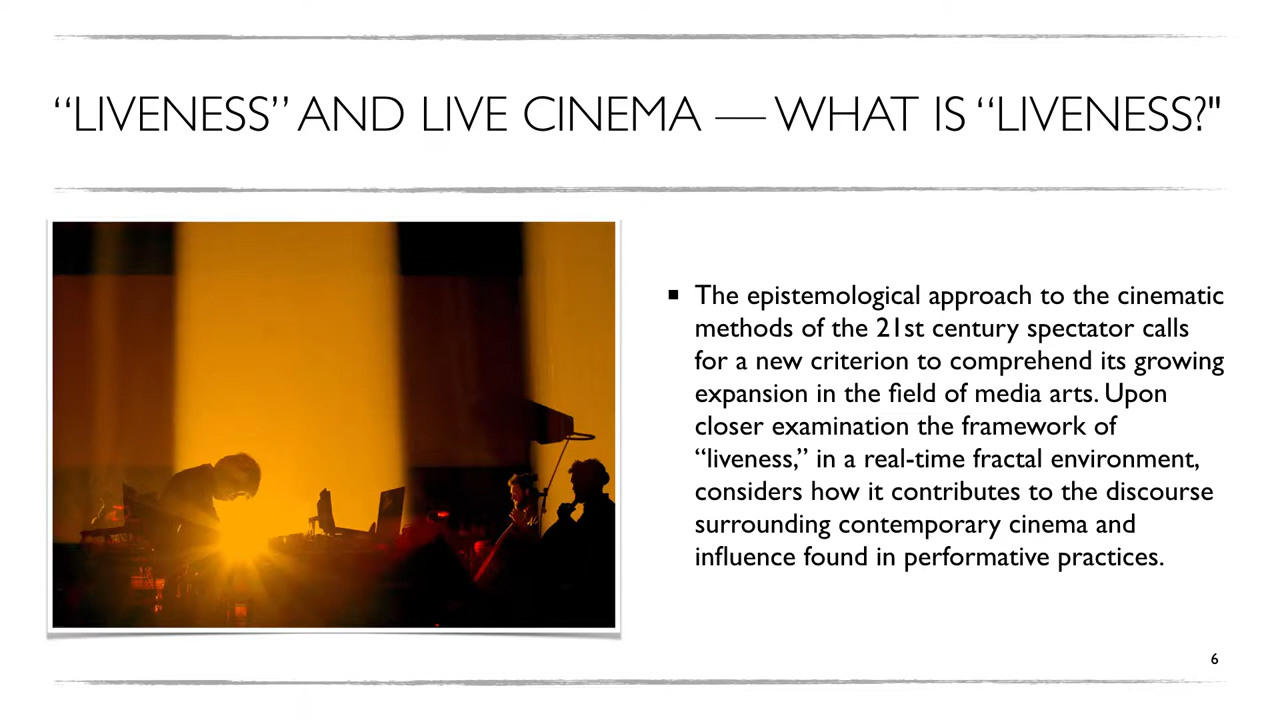 “LIVENESS” AND LIVE CINEMA — WHAT IS “LIVENESS?"
▪ The epistemological approach to the cinematic
methods of the 21st century spectator calls
for a new criterion to comprehend its growing
expansion in the field of media arts. Upon
closer examination the framework of
“liveness,” in a real-time fractal environment,
considers how it contributes to the discourse
surrounding contemporary cinema and
influence found in performative practices.
6